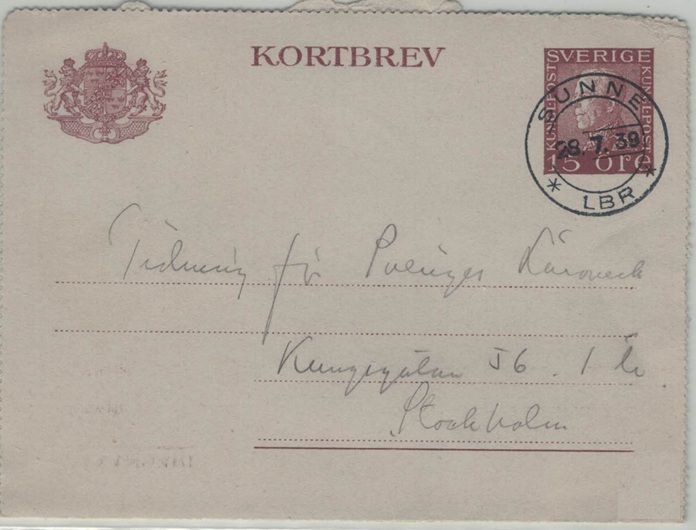 KORTBREV
SVERIGE
KUNGL·POST
KUNGL·POST
15 ÖRE
SUNNE
28. 7. 39
* LBR *
Tidning för Sveriges Läroverk
Kungsgatan 56. 1 tr.
Stockholm